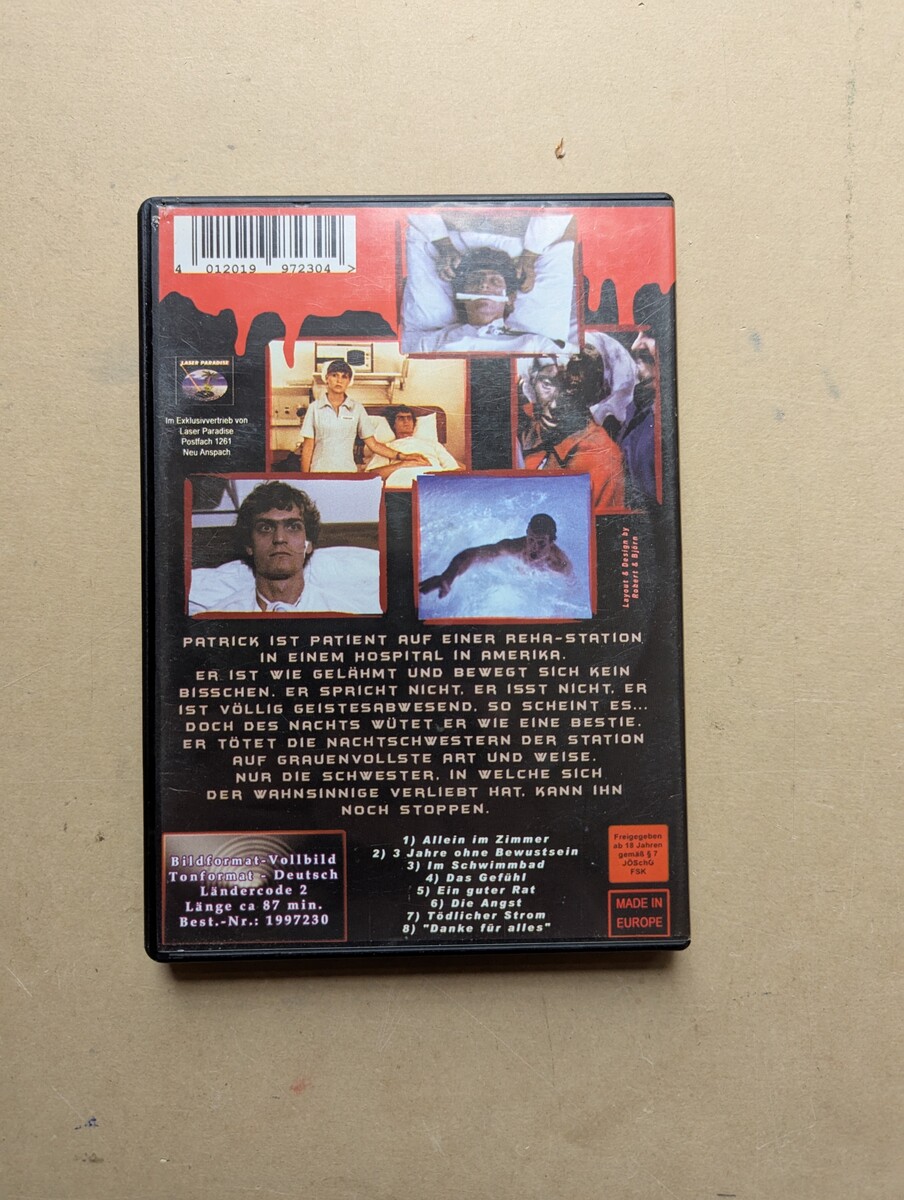 4 012019 972304 >
LASER PARADISE
Im Exklusivvertrieb von
Laser Paradise
Postfach 1261
Neu Anspach
Layout & Design by
Robert & Björn
PATRICK IST PATIENT AUF EINER REHA-STATION
IN EINEM HOSPITAL IN AMERIKA.
ER IST WIE GELÄHMT UND BEWEGT SICH KEIN
BISSCHEN. ER SPRICHT NICHT, ER ISST NICHT, ER
IST VÖLLIG GEISTESABWESEND, SO SCHEINT ES...
DOCH DES NACHTS WÜTET ER WIE EINE BESTIE.
ER TÖTET DIE NACHTSCHWESTERN DER STATION
AUF GRAUENVOLLSTE ART UND WEISE.
NUR DIE SCHWESTER, IN WELCHE SICH
DER WAHNSINNIGE VERLIEBT HAT, KANN IHN
NOCH STOPPEN.
Bildformat-Vollbild
Tonformat - Deutsch
Ländercode 2
Länge ca 87 min.
Best.-Nr.: 1997230
1) Allein im Zimmer
2) 3 Jahre ohne Bewustsein
3) Im Schwimmbad
4) Das Gefühl
5) Ein guter Rat
6) Die Angst
7) Tödlicher Strom
8) "Danke für alles"
Freigegeben
ab 18 Jahren
gemäß § 7
JÖSchG
FSK
MADE IN
EUROPE